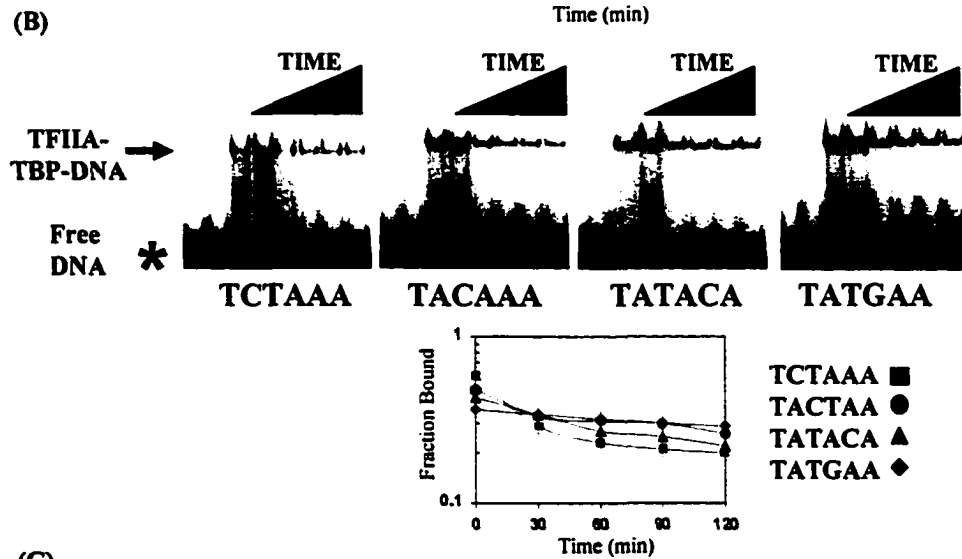 (B)
Time (min)
TIME TIME TIME TIME
TFIIA-
TBP-DNA
Free
DNA *
TCTAAA TACAAA TATACA TATGAA
1
Fraction Bound
0.1
0 30 60 90 120
Time (min)
TCTAAA
TACTAA
TATACA
TATGAA
(C)